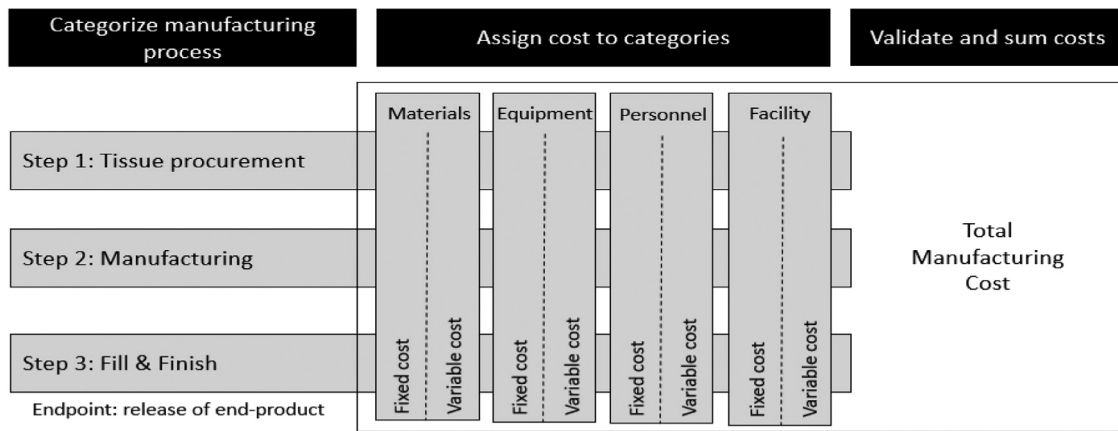 Categorize manufacturing
process
Assign cost to categories
Validate and sum costs
Materials
Equipment
Personnel
Facility
Step 1: Tissue procurement
Step 2: Manufacturing
Step 3: Fill & Finish
Endpoint: release of end-product
Fixed cost
Variable cost
Fixed cost
Variable cost
Fixed cost
Variable cost
Fixed cost
Variable cost
Total
Manufacturing
Cost